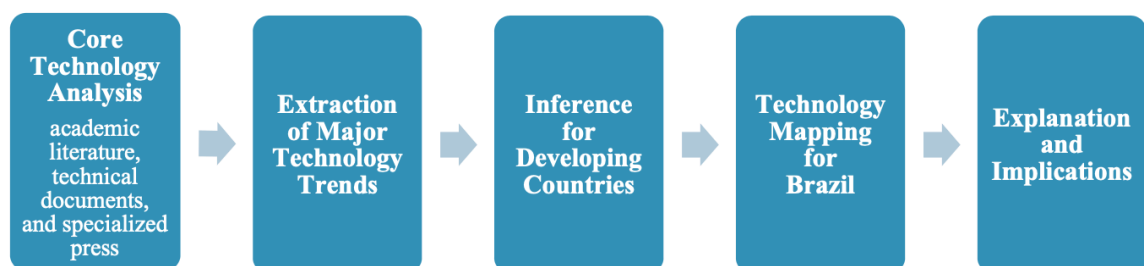 Core
Technology
Analysis
academic
literature,
technical
documents,
and specialized
press
Extraction
of Major
Technology
Trends
Inference
for
Developing
Countries
Technology
Mapping
for
Brazil
Explanation
and
Implications